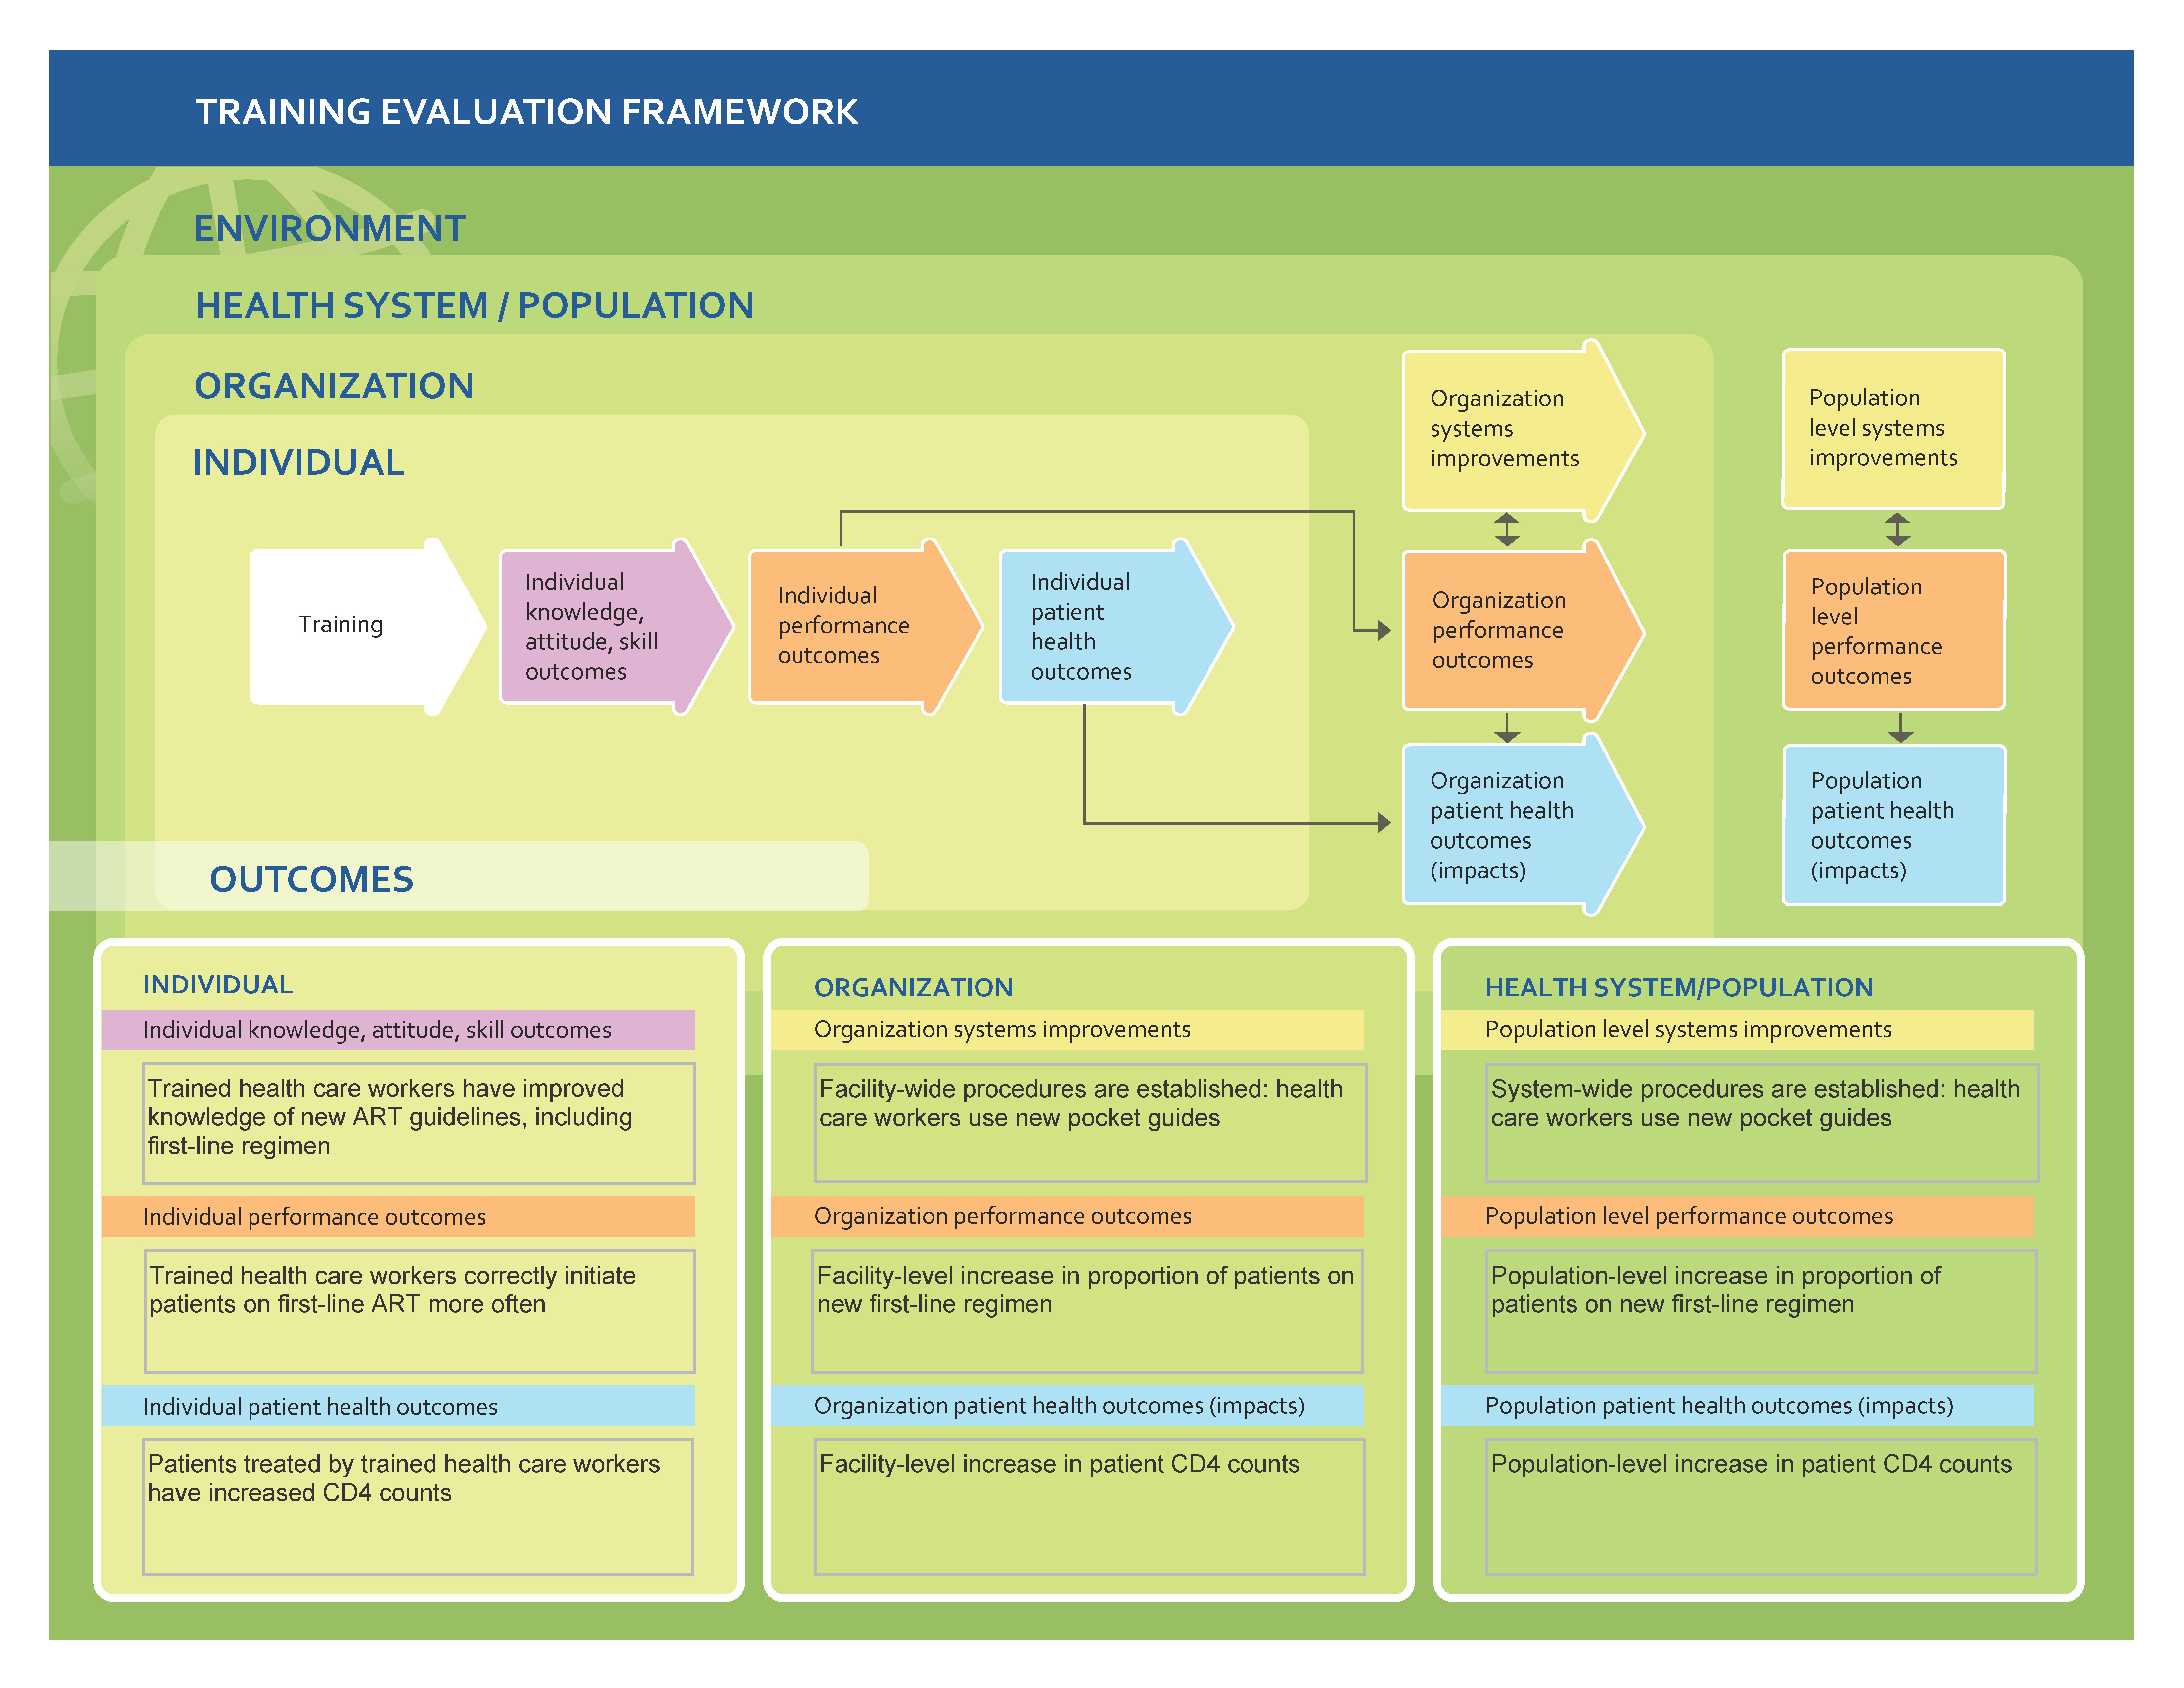 TRAINING EVALUATION FRAMEWORK
ENVIRONMENT
HEALTH SYSTEM / POPULATION
ORGANIZATION
INDIVIDUAL
Training
Individual
knowledge,
attitude, skill
outcomes
Individual
performance
outcomes
Individual
patient
health
outcomes
Organization
systems
improvements
Organization
performance
outcomes
Organization
patient health
outcomes
(impacts)
Population
level systems
improvements
Population
level
performance
outcomes
Population
patient health
outcomes
(impacts)
OUTCOMES
INDIVIDUAL
Individual knowledge, attitude, skill outcomes
Trained health care workers have improved
knowledge of new ART guidelines, including
first-line regimen
Individual performance outcomes
Trained health care workers correctly initiate
patients on first-line ART more often
Individual patient health outcomes
Patients treated by trained health care workers
have increased CD4 counts
ORGANIZATION
Organization systems improvements
Facility-wide procedures are established: health
care workers use new pocket guides
Organization performance outcomes
Facility-level increase in proportion of patients on
new first-line regimen
Organization patient health outcomes (impacts)
Facility-level increase in patient CD4 counts
HEALTH SYSTEM/POPULATION
Population level systems improvements
System-wide procedures are established: health
care workers use new pocket guides
Population level performance outcomes
Population-level increase in proportion of
patients on new first-line regimen
Population patient health outcomes (impacts)
Population-level increase in patient CD4 counts